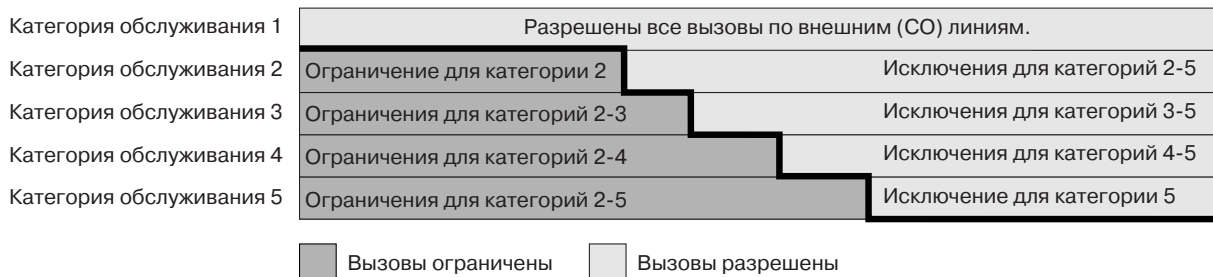 Категория обслуживания 1 Разрешены все вызовы по внешним (СО) линиям.
Категория обслуживания 2 Ограничение для категории 2 Исключения для категорий 2-5
Категория обслуживания 3 Ограничения для категорий 2-3 Исключения для категорий 3-5
Категория обслуживания 4 Ограничения для категорий 2-4 Исключения для категорий 4-5
Категория обслуживания 5 Ограничения для категорий 2-5 Исключение для категории 5
Вызовы ограничены Вызовы разрешены